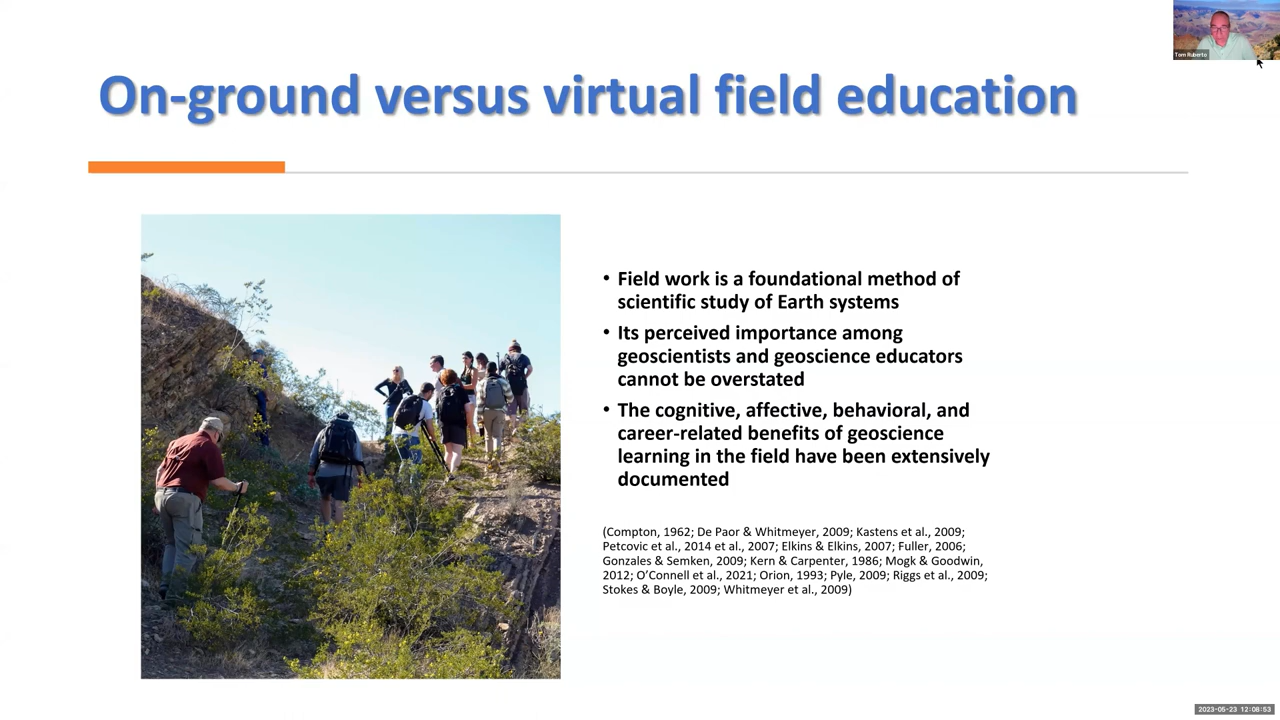 Tom Ruberto
On-ground versus virtual field education
• Field work is a foundational method of
scientific study of Earth systems
• Its perceived importance among
geoscientists and geoscience educators
cannot be overstated
• The cognitive, affective, behavioral, and
career-related benefits of geoscience
learning in the field have been extensively
documented
(Compton, 1962; De Paor & Whitmeyer, 2009; Kastens et al., 2009;
Petcovic et al., 2014 et al., 2007; Elkins & Elkins, 2007; Fuller, 2006;
Gonzales & Semken, 2009; Kern & Carpenter, 1986; Mogk & Goodwin,
2012; O’Connell et al., 2021; Orion, 1993; Pyle, 2009; Riggs et al., 2009;
Stokes & Boyle, 2009; Whitmeyer et al., 2009)
2023-05-23 12:08:53